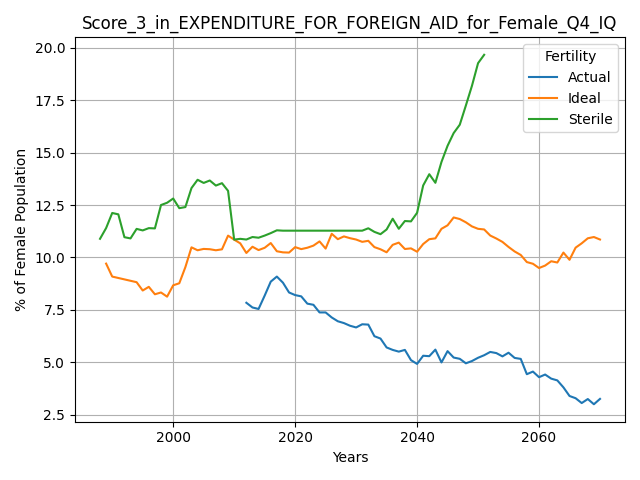 Score_3_in_EXPENDITURE_FOR_FOREIGN_AID_for_Female_Q4_IQ
Fertility
Actual
Ideal
Sterile
% of Female Population
20.0
17.5
15.0
12.5
10.0
7.5
5.0
2.5
2000
2020
2040
2060
Years